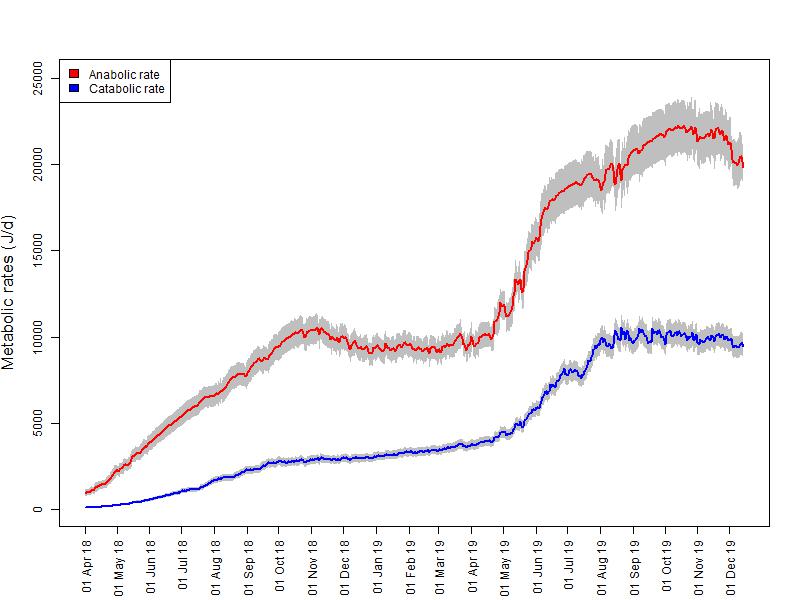 Anabolic rate
Catabolic rate
Metabolic rates (J/d)
25000
20000
15000
10000
5000
0
01 Apr 18
01 May 18
01 Jun 18
01 Jul 18
01 Aug 18
01 Sep 18
01 Oct 18
01 Nov 18
01 Dec 18
01 Jan 19
01 Feb 19
01 Mar 19
01 Apr 19
01 May 19
01 Jun 19
01 Jul 19
01 Aug 19
01 Sep 19
01 Oct 19
01 Nov 19
01 Dec 19